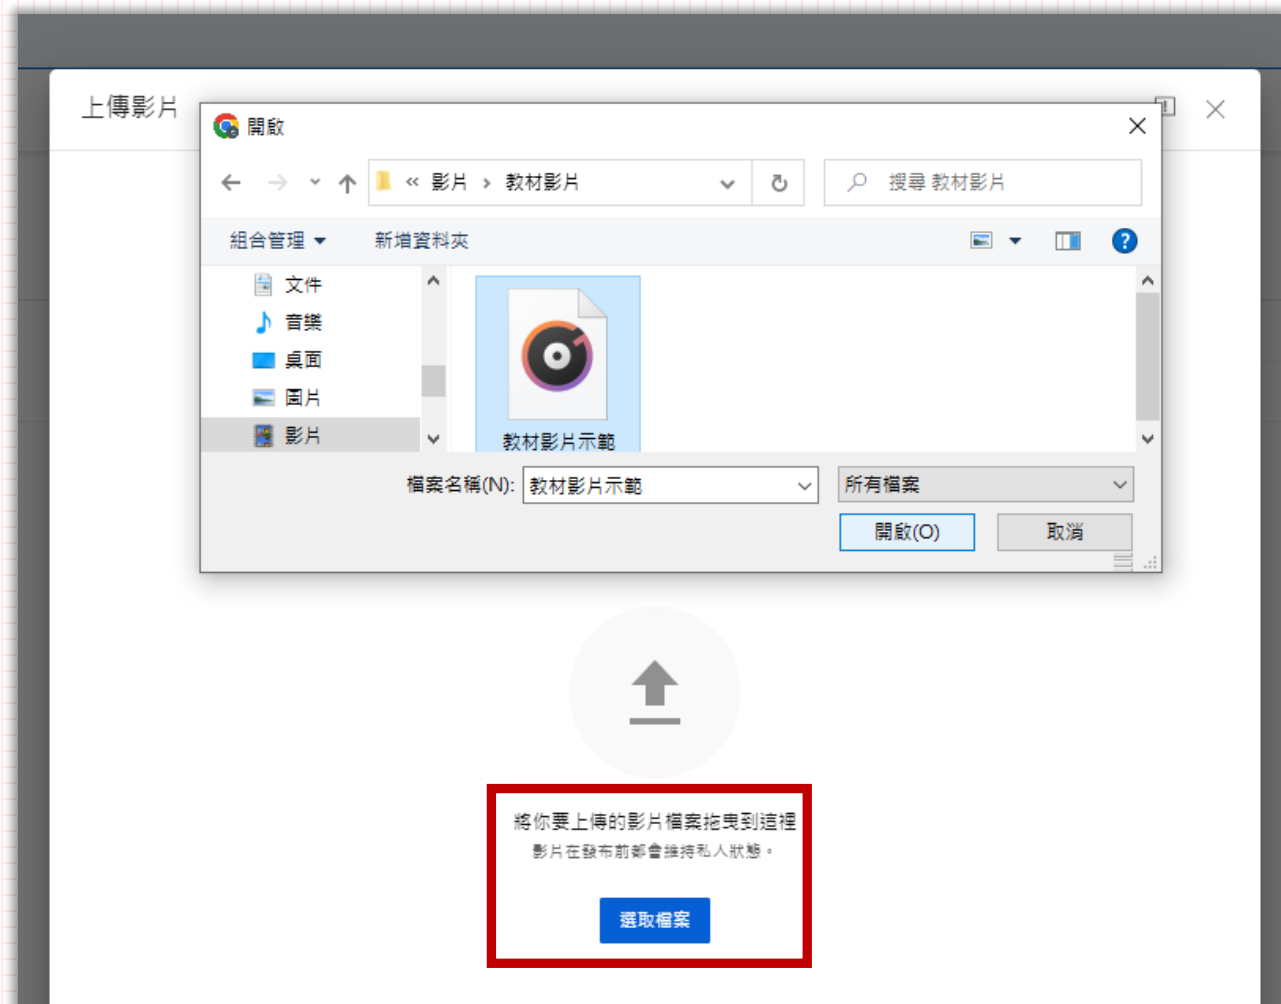 上傳影片
開啟
« 影片 › 教材影片
搜尋 教材影片
組合管理
新增資料夾
文件
音樂
桌面
圖片
影片
教材影片示範
檔案名稱(N): 教材影片示範
所有檔案
開啟(O)
取消
將你要上傳的影片檔案拖曳到這裡
影片在發布前都會維持私人狀態。
選取檔案